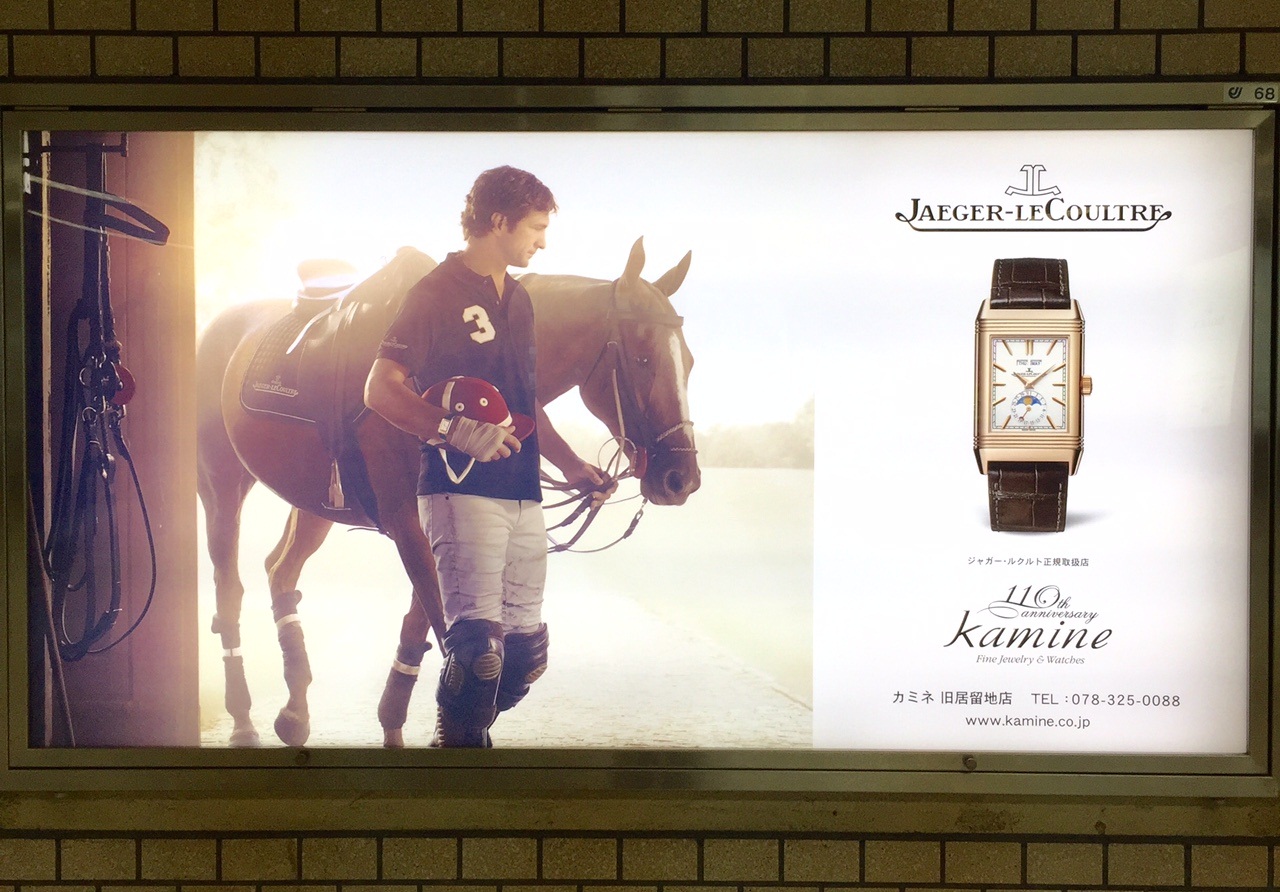 68
JAEGER-LECOULTRE
3
JAEGER-LECOULTRE
ジャガー・ルクルト正規取扱店
110th
anniversary
kamine
Fine Jewelry & Watches
カミネ 旧居留地店 TEL:078-325-0088
www.kamine.co.jp